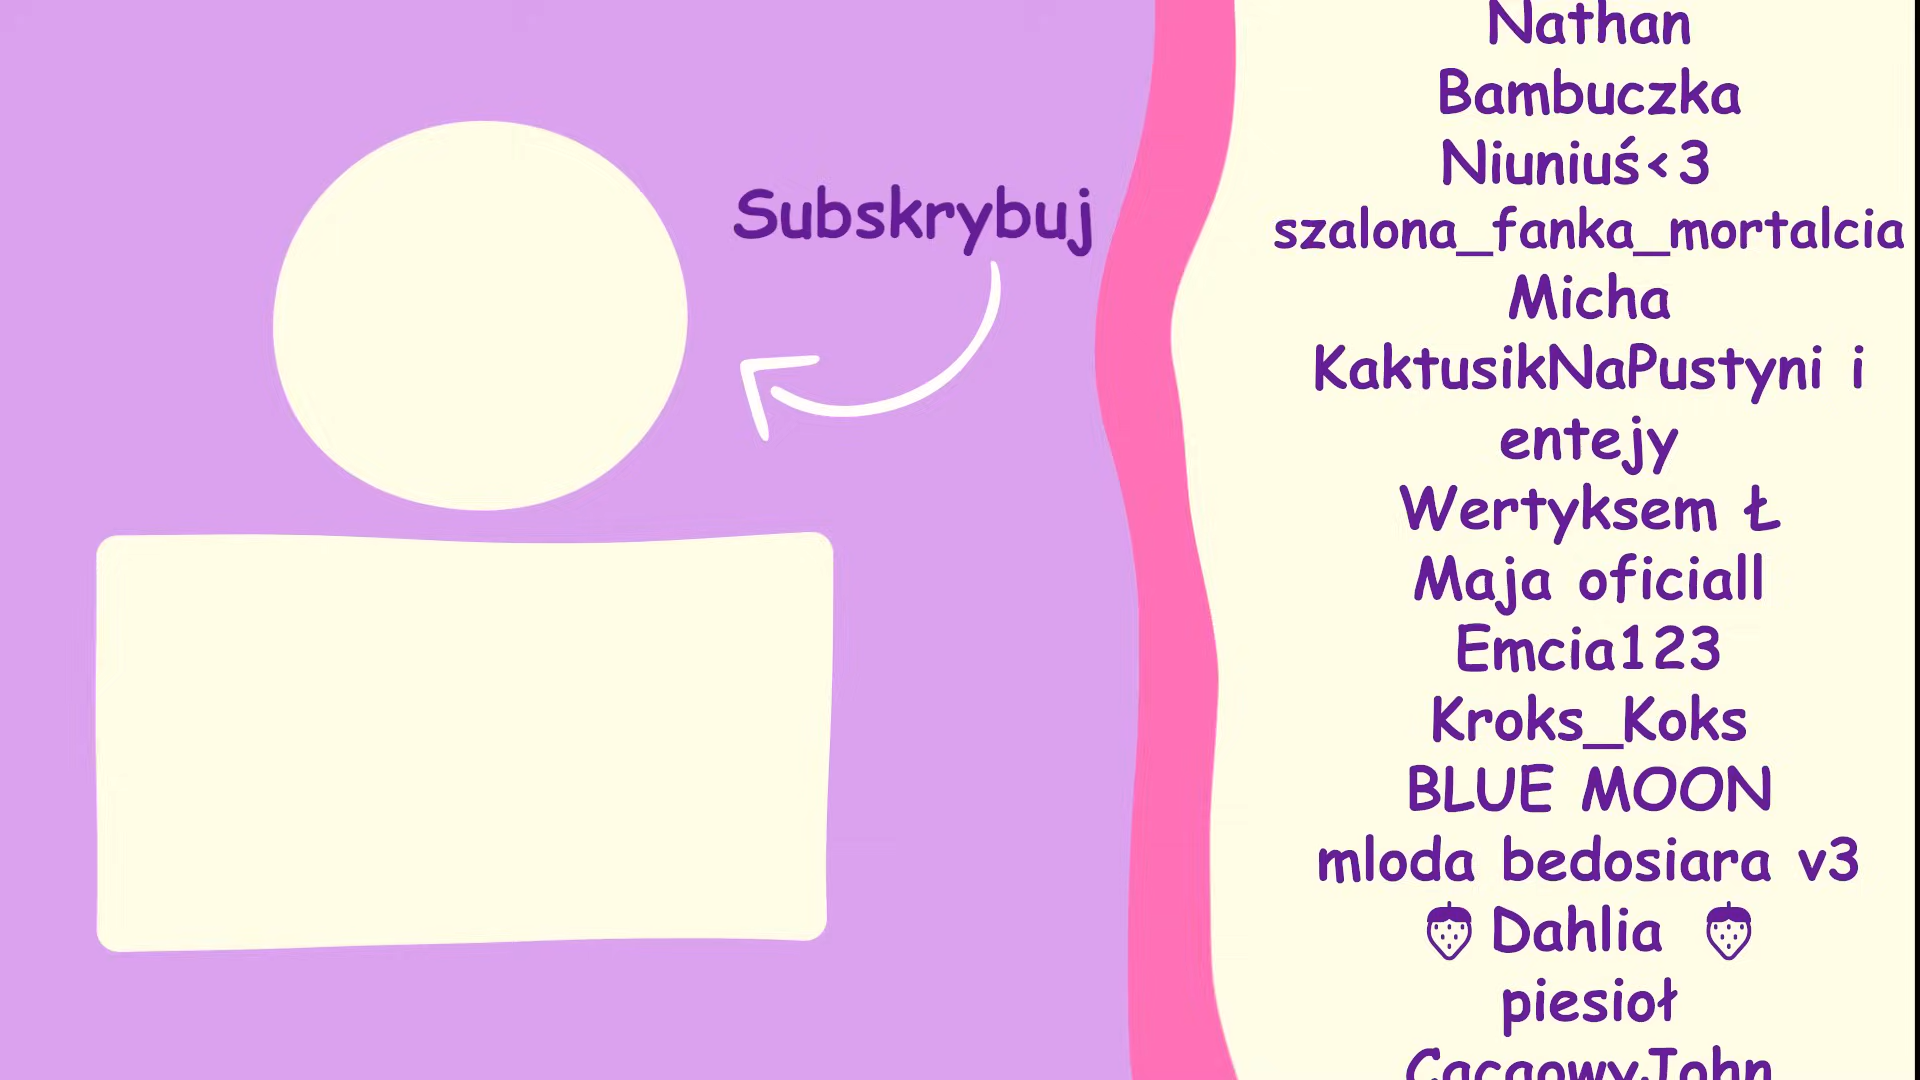 Subskrybuj
Nathan
Bambuczka
Niuniuś<3
szalona_fanka_mortalcia
Micha
KaktusikNaPustyni i
entejy
Wertyksem Ł
Maja oficiall
Emcia123
Kroks_Koks
BLUE MOON
mloda bedosiara v3
🍓Dahlia 🍓
piesioł
CacaowyJohn